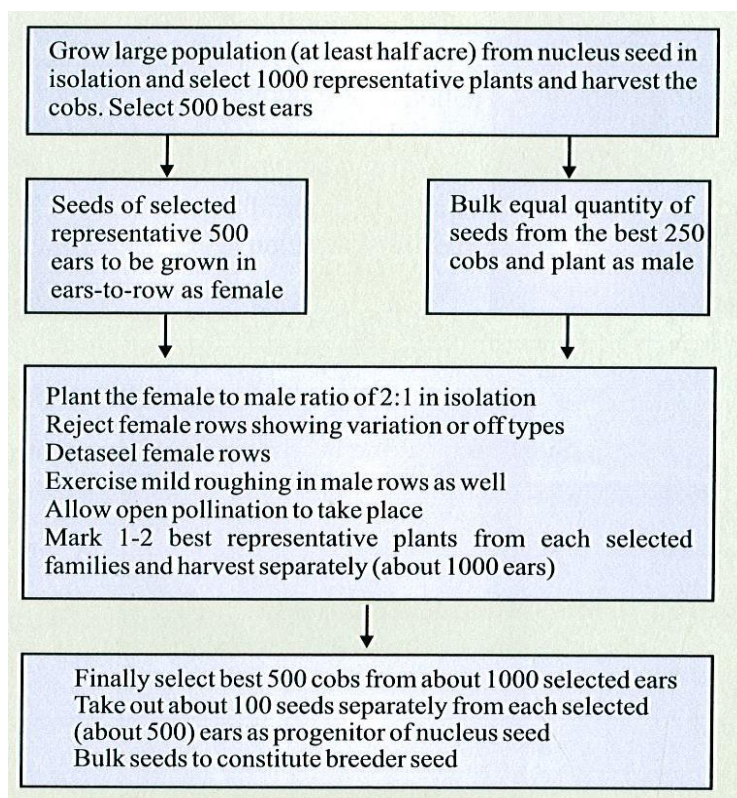 Grow large population (at least half acre) from nucleus seed in
isolation and select 1000 representative plants and harvest the
cobs. Select 500 best ears
Seeds of selected
representative 500
ears to be grown in
ears-to-row as female
Bulk equal quantity of
seeds from the best 250
cobs and plant as male
Plant the female to male ratio of 2:1 in isolation
Reject female rows showing variation or off types
Detaseel female rows
Exercise mild roughing in male rows as well
Allow open pollination to take place
Mark 1-2 best representative plants from each selected
families and harvest separately (about 1000 ears)
Finally select best 500 cobs from about 1000 selected ears
Take out about 100 seeds separately from each selected
(about 500) ears as progenitor of nucleus seed
Bulk seeds to constitute breeder seed